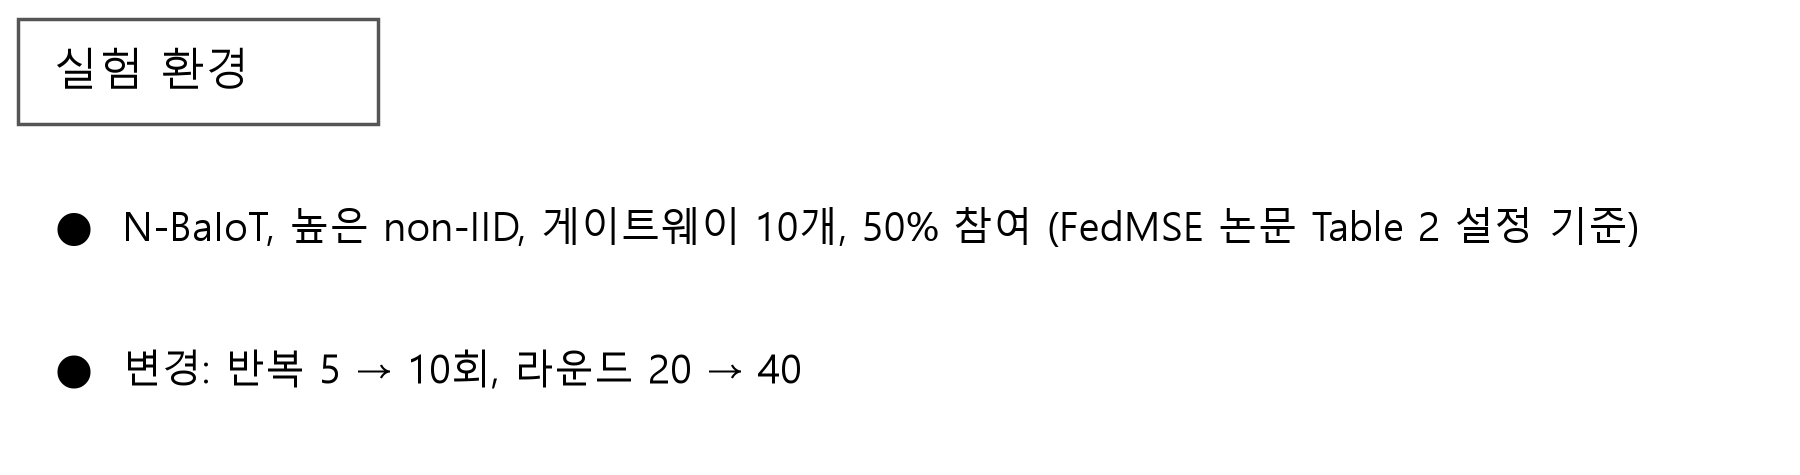 실험 환경
● N-BaIoT, 높은 non-IID, 게이트웨이 10개, 50% 참여 (FedMSE 논문 Table 2 설정 기준)
● 변경: 반복 5 → 10회, 라운드 20 → 40